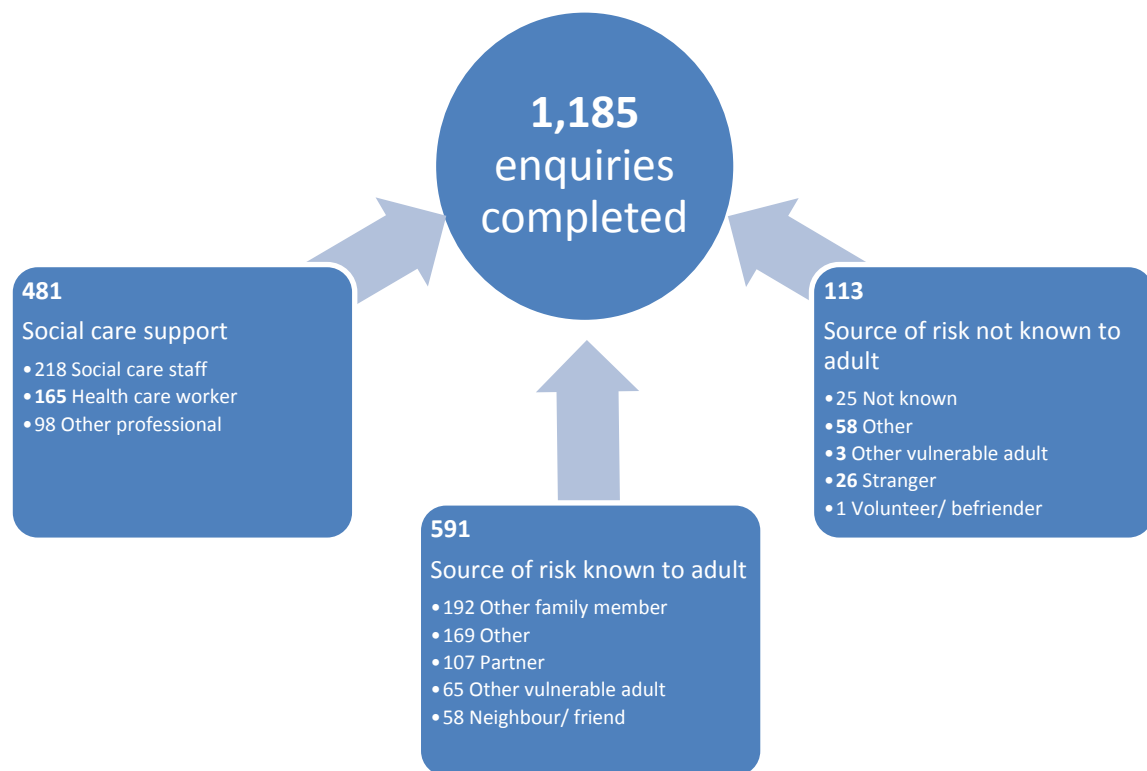 1,185
enquiries
completed
481
Social care support
•218 Social care staff
•165 Health care worker
•98 Other professional
591
Source of risk known to adult
•192 Other family member
•169 Other
•107 Partner
•65 Other vulnerable adult
•58 Neighbour/ friend
113
Source of risk not known to
adult
•25 Not known
•58 Other
•3 Other vulnerable adult
•26 Stranger
•1 Volunteer/ befriender